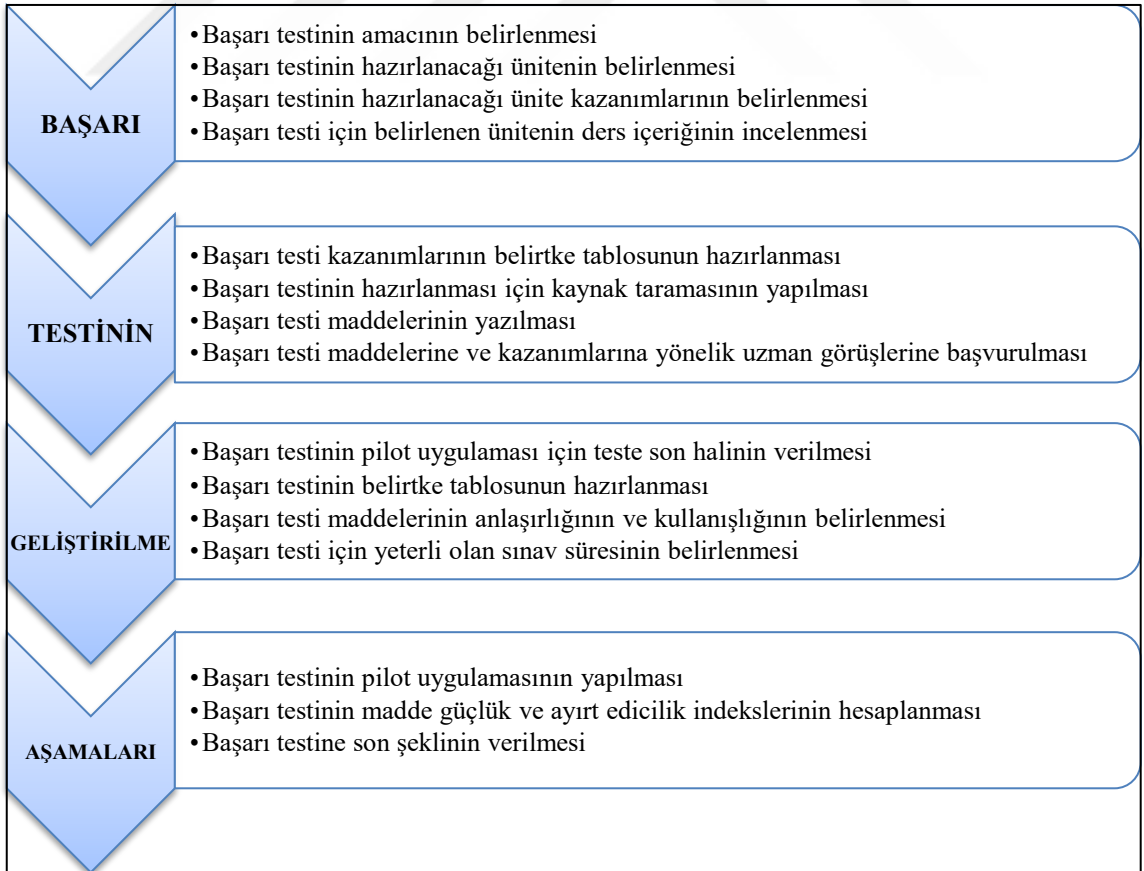 BAŞARI
•Başarı testinin amacının belirlenmesi
•Başarı testinin hazırlanacağı ünitenin belirlenmesi
•Başarı testinin hazırlanacağı ünite kazanımlarının belirlenmesi
•Başarı testi için belirlenen ünitenin ders içeriğinin incelenmesi
TESTİNİN
•Başarı testi kazanımlarının belirtke tablosunun hazırlanması
•Başarı testinin hazırlanması için kaynak taramasının yapılması
•Başarı testi maddelerinin yazılması
•Başarı testi maddelerine ve kazanımlarına yönelik uzman görüşlerine başvurulması
GELİŞTİRİLME
•Başarı testinin pilot uygulaması için teste son halinin verilmesi
•Başarı testinin belirtke tablosunun hazırlanması
•Başarı testi maddelerinin anlaşırlığının ve kullanışlığının belirlenmesi
•Başarı testi için yeterli olan sınav süresinin belirlenmesi
AŞAMALARI
•Başarı testinin pilot uygulamasının yapılması
•Başarı testinin madde güçlük ve ayırt edicilik indekslerinin hesaplanması
•Başarı testine son şeklinin verilmesi